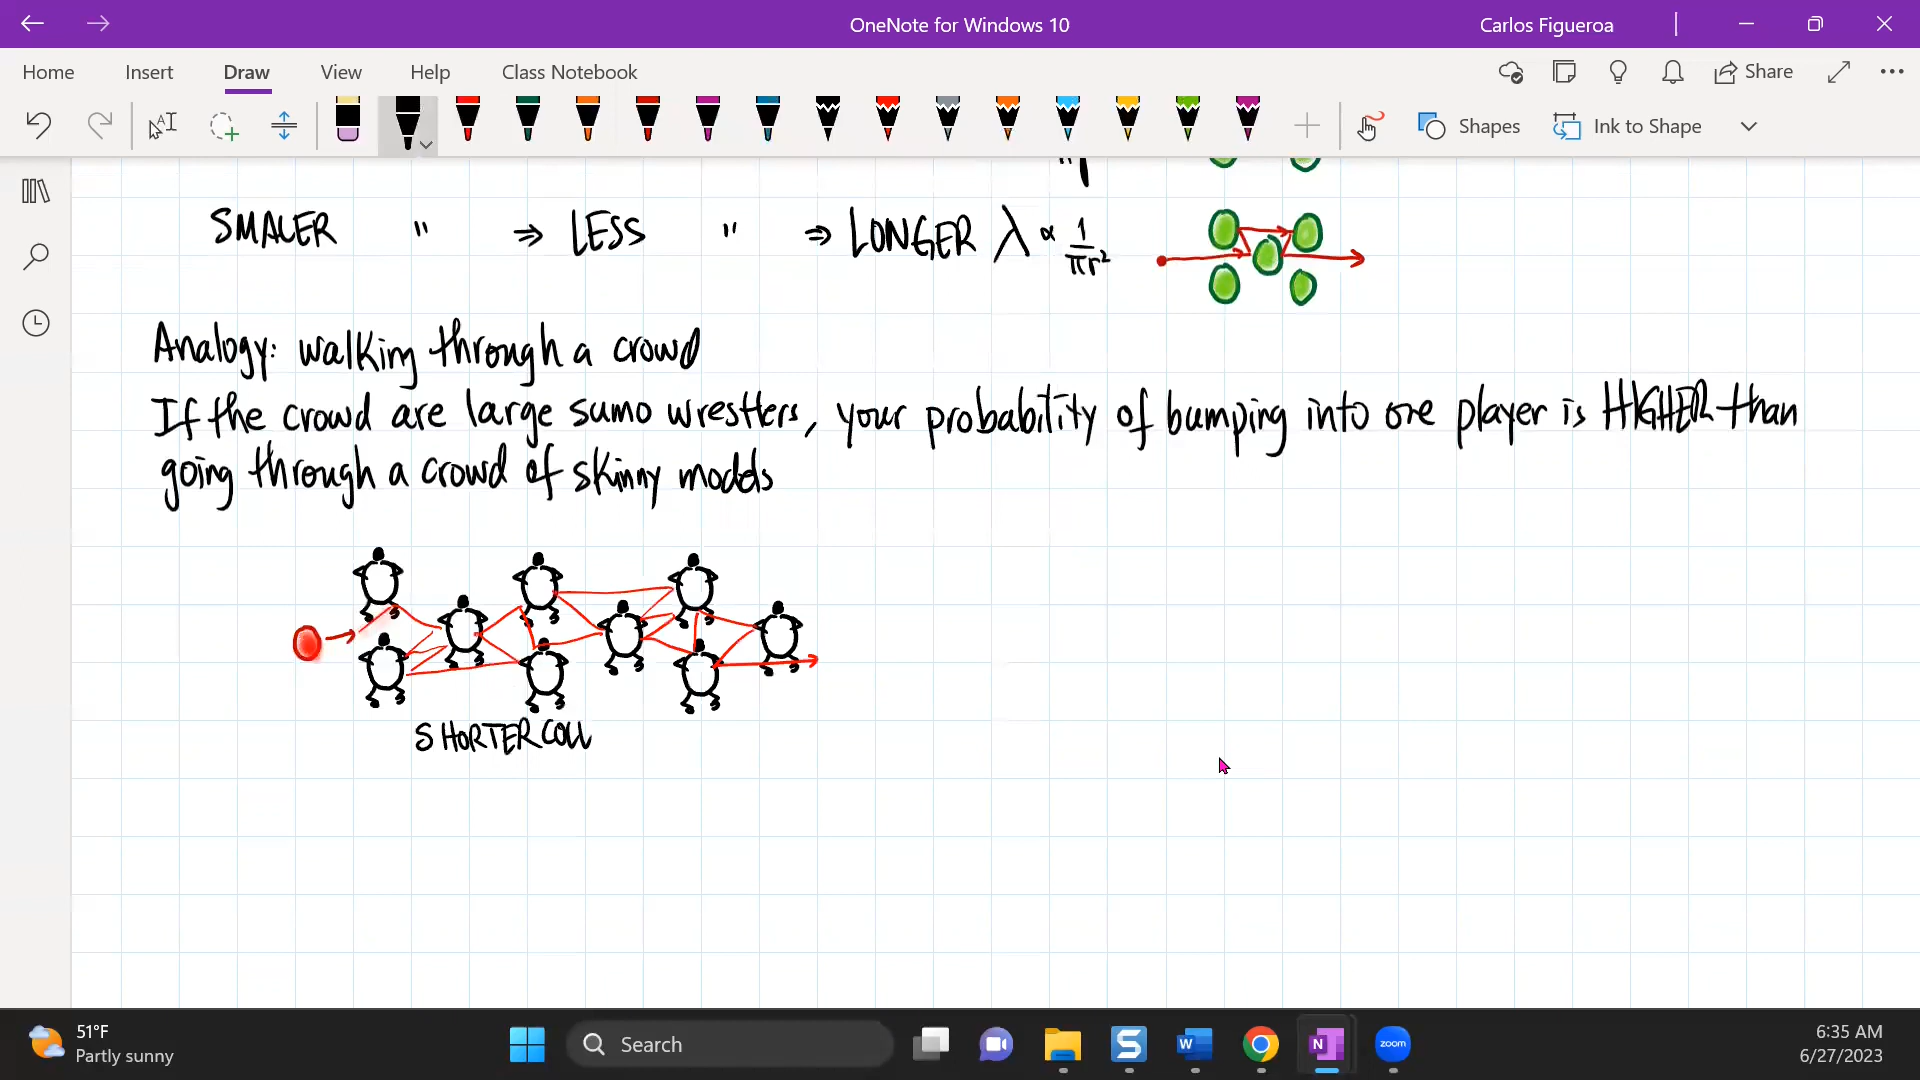 OneNote for Windows 10
Carlos Figueroa
Home Insert Draw View Help Class Notebook
Share
Shapes
Ink to Shape
SMALLER " ⇒ LESS " ⇒ LONGER λ ∝ 1/πr²
Analogy: walking through a crowd
If the crowd are large sumo wrestlers, your probability of bumping into one player is HIGHER than
going through a crowd of skinny models
SHORTER COLL
51°F
Partly sunny
Search
zoom
6:35 AM
6/27/2023